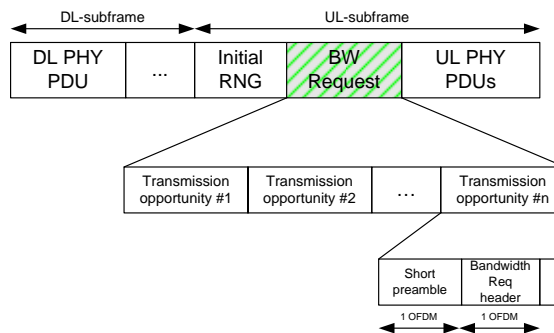 DL-subframe
UL-subframe
DL PHY
PDU
...
Initial
RNG
BW
Request
UL PHY
PDUs
Transmission
opportunity #1
Transmission
opportunity #2
...
Transmission
opportunity #n
Short
preamble
Bandwidth
Req
header
1 OFDM
1 OFDM